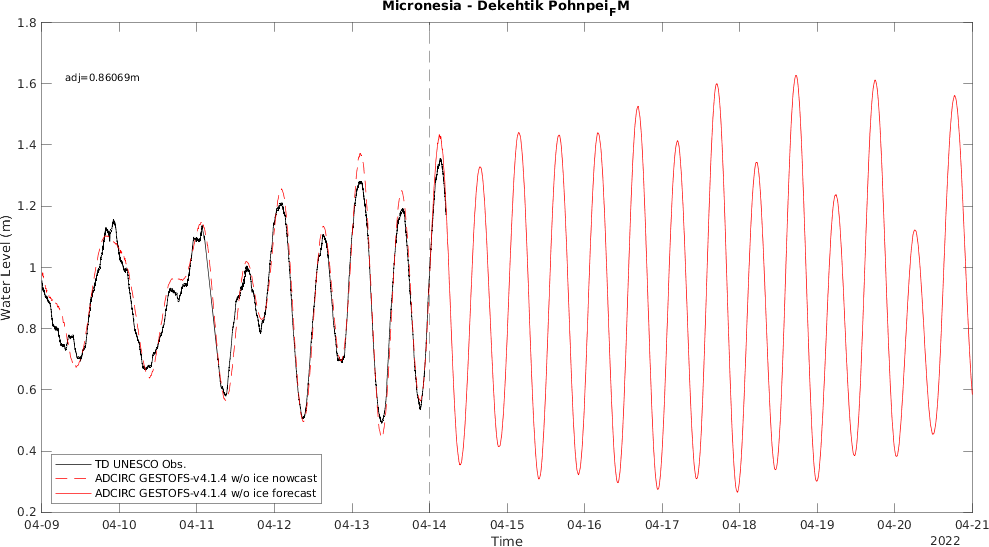 Micronesia - Dekehtik Pohnpei_FM
1.8
1.6
1.4
1.2
1
0.8
0.6
0.4
0.2
Water Level (m)
adj=0.86069m
TD UNESCO Obs.
ADCIRC GESTOFS-v4.1.4 w/o ice nowcast
ADCIRC GESTOFS-v4.1.4 w/o ice forecast
04-09 04-10 04-11 04-12 04-13 04-14 04-15 04-16 04-17 04-18 04-19 04-20 04-21
Time
2022